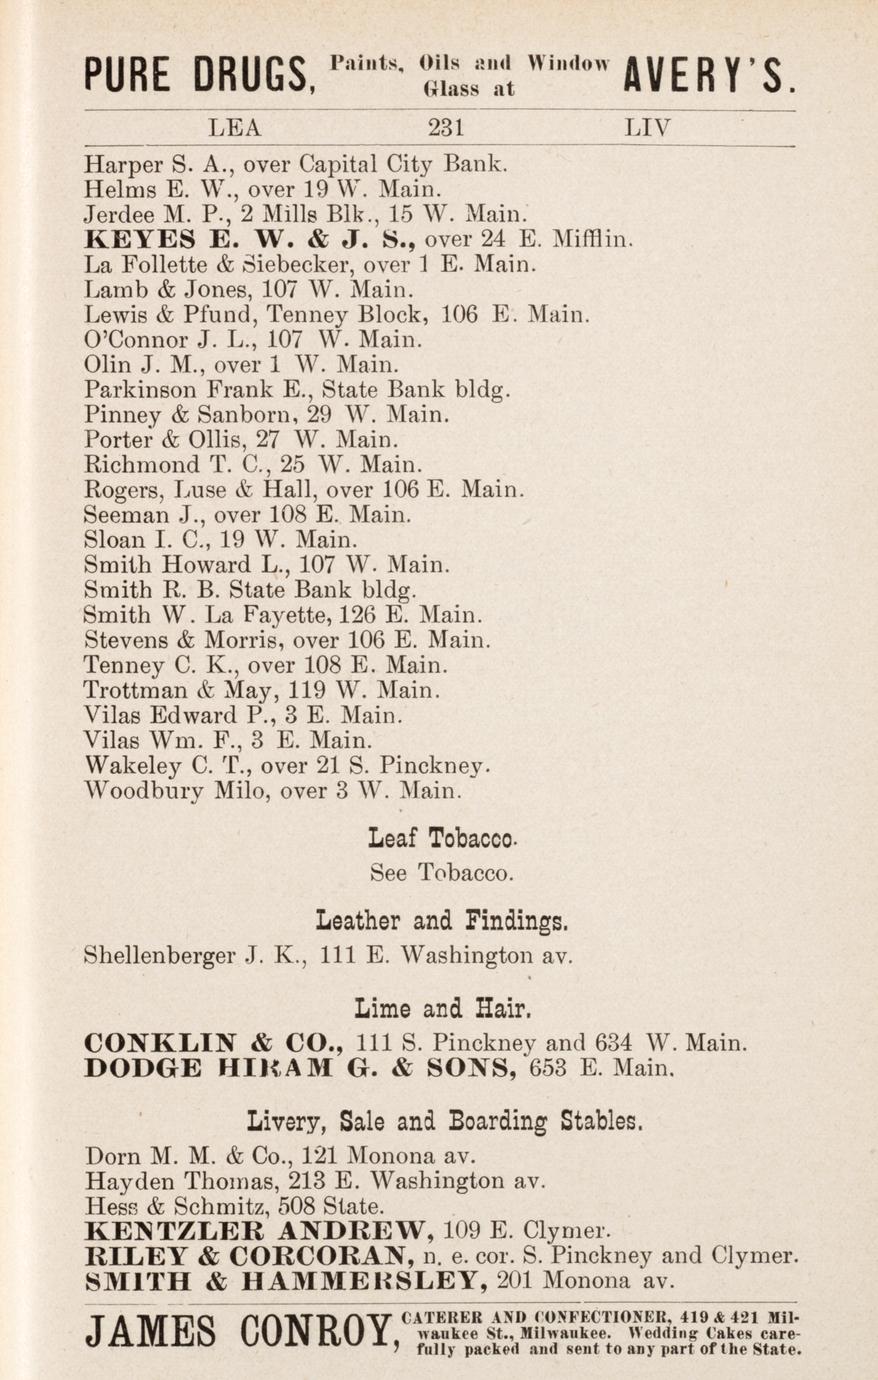 PURE DRUGS, Paints, Oils and Window Glass at AVERY'S.
LEA 231 LIV
Harper S. A., over Capital City Bank.
Helms E. W., over 19 W. Main.
Jerdee M. P., 2 Mills Blk., 15 W. Main.
KEYES E. W. & J. S., over 24 E. Mifflin.
La Follette & Siebecker, over 1 E. Main.
Lamb & Jones, 107 W. Main.
Lewis & Pfund, Tenney Block, 106 E. Main.
O'Connor J. L., 107 W. Main.
Olin J. M., over 1 W. Main.
Parkinson Frank E., State Bank bldg.
Pinney & Sanborn, 29 W. Main.
Porter & Ollis, 27 W. Main.
Richmond T. C., 25 W. Main.
Rogers, Luse & Hall, over 106 E. Main.
Seeman J., over 108 E. Main.
Sloan I. C., 19 W. Main.
Smith Howard L., 107 W. Main.
Smith R. B. State Bank bldg.
Smith W. La Fayette, 126 E. Main.
Stevens & Morris, over 106 E. Main.
Tenney C. K., over 108 E. Main.
Trottman & May, 119 W. Main.
Vilas Edward P., 3 E. Main.
Vilas Wm. F., 3 E. Main.
Wakeley C. T., over 21 S. Pinckney.
Woodbury Milo, over 3 W. Main.
Leaf Tobacco.
See Tobacco.
Leather and Findings.
Shellenberger J. K., 111 E. Washington av.
Lime and Hair.
CONKLIN & CO., 111 S. Pinckney and 634 W. Main.
DODGE HIRAM G. & SONS, 653 E. Main.
Livery, Sale and Boarding Stables.
Dorn M. M. & Co., 121 Monona av.
Hayden Thomas, 213 E. Washington av.
Hess & Schmitz, 508 State.
KENTZLER ANDREW, 109 E. Clymer.
RILEY & CORCORAN, n. e. cor. S. Pinckney and Clymer.
SMITH & HAMMERSLEY, 201 Monona av.
JAMES CONROY, CATERER AND CONFECTIONER, 419 & 421 Mil-
waukee St., Milwaukee. Wedding Cakes care-
fully packed and sent to any part of the State.